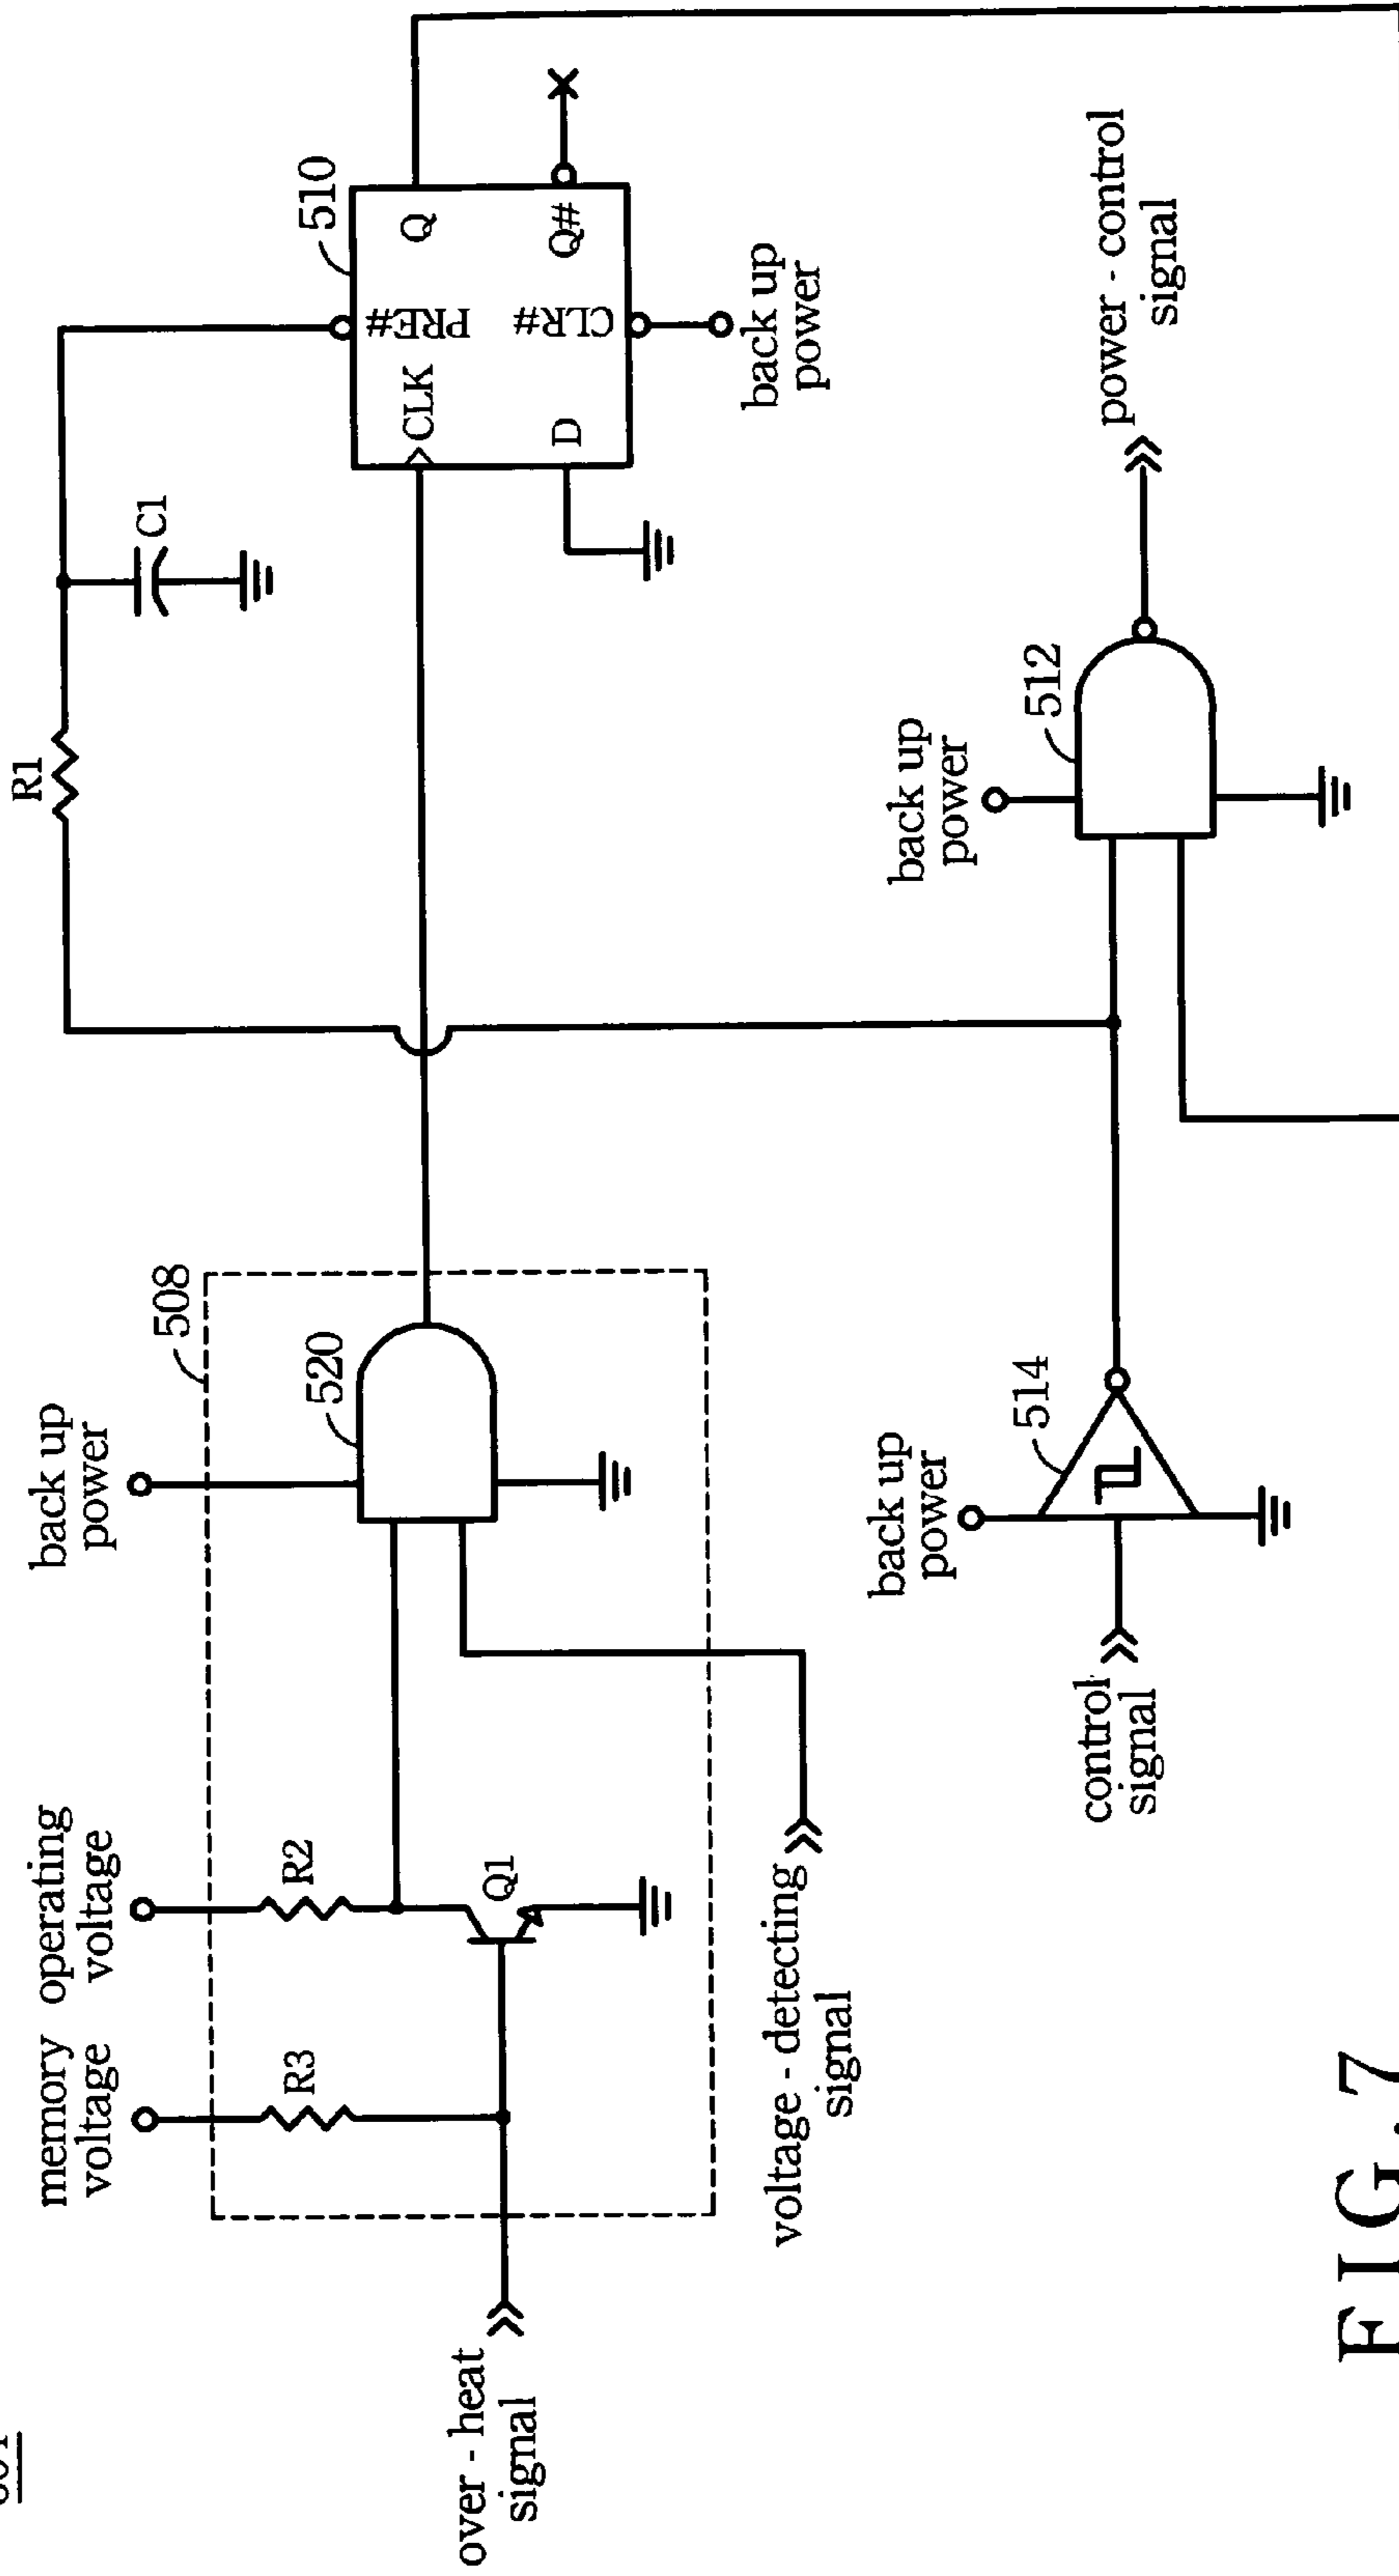 R1
C1
510
PRE#
CLK
Q
Q#
D
CLR#
back up
power
508
back up
power
520
memory
voltage
operating
voltage
R3
R2
Q1
over - heat
signal
voltage - detecting
signal
back up
power
512
power - control
signal
back up
power
514
control
signal
FIG.7